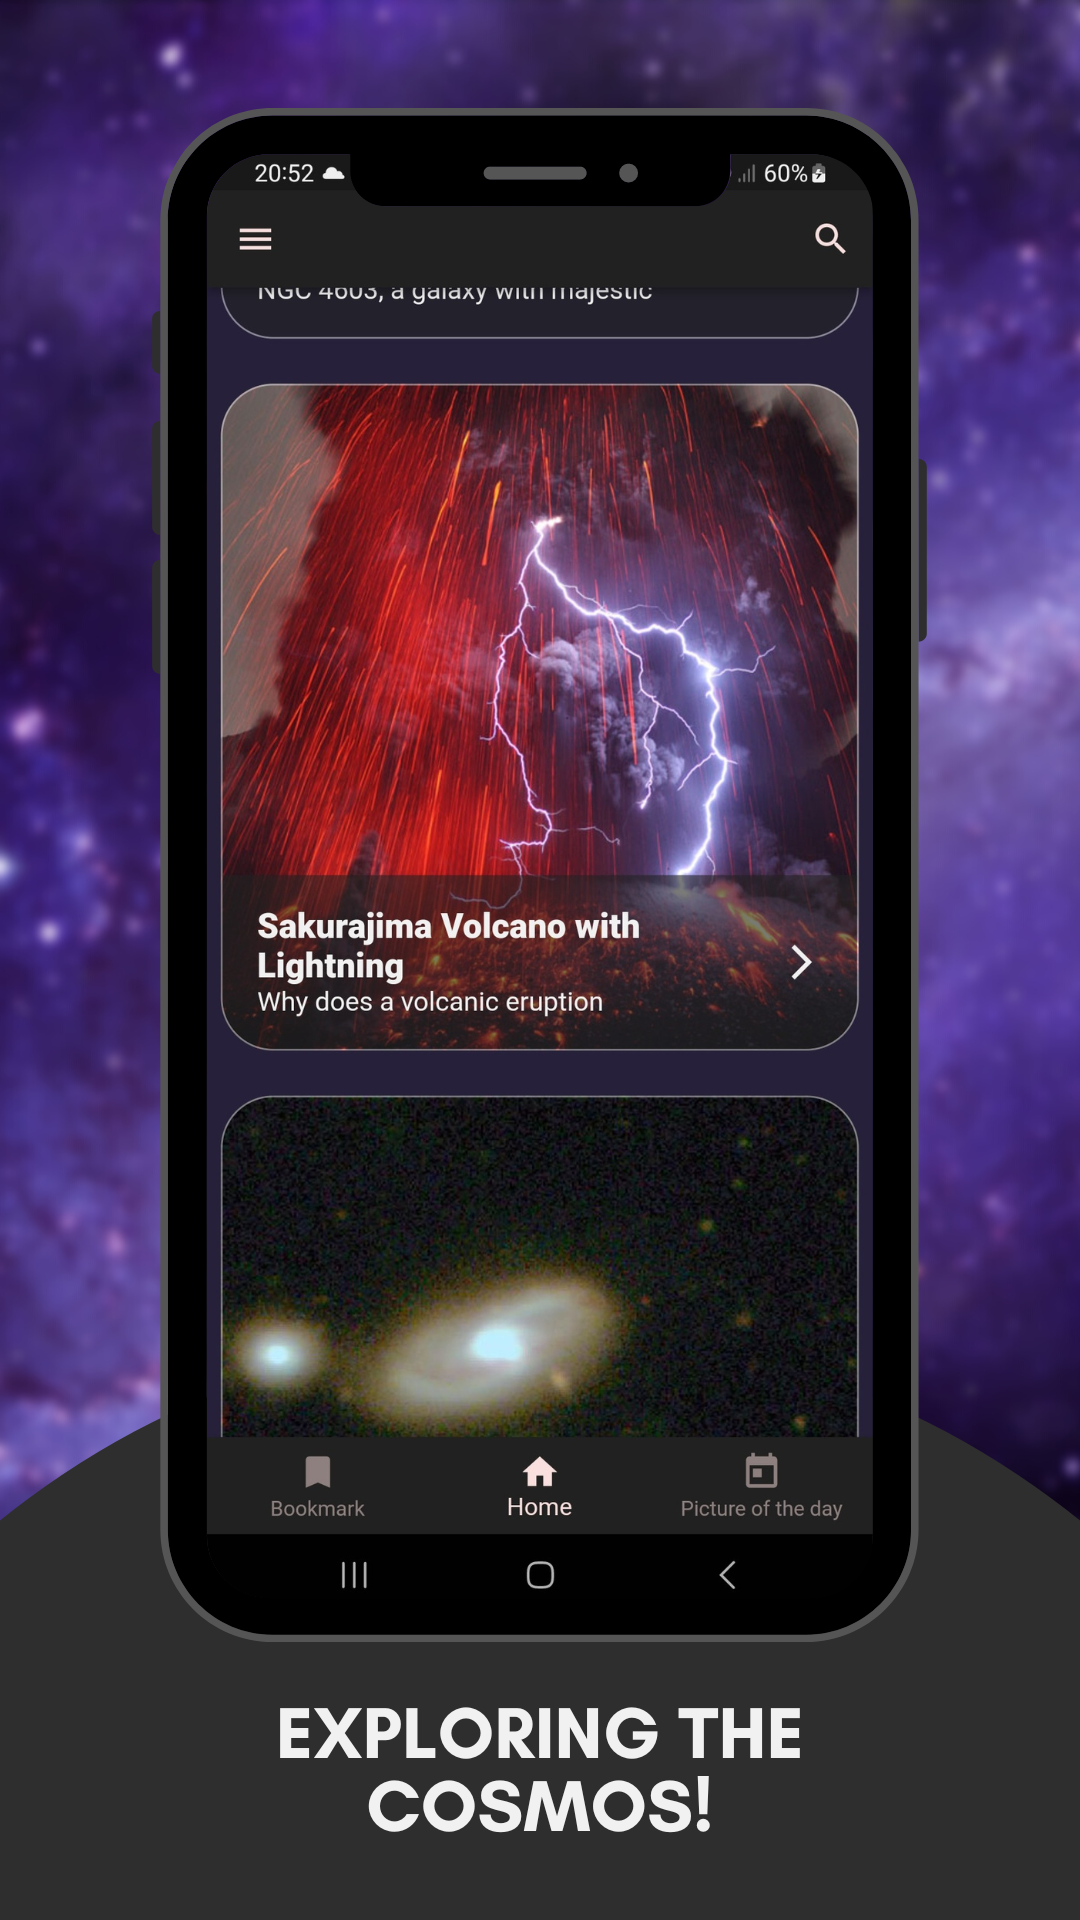 20:52
60%
NGC 4603, a galaxy with majestic
Sakurajima Volcano with
Lightning
Why does a volcanic eruption
Bookmark
Home
Picture of the day
EXPLORING THE
COSMOS!